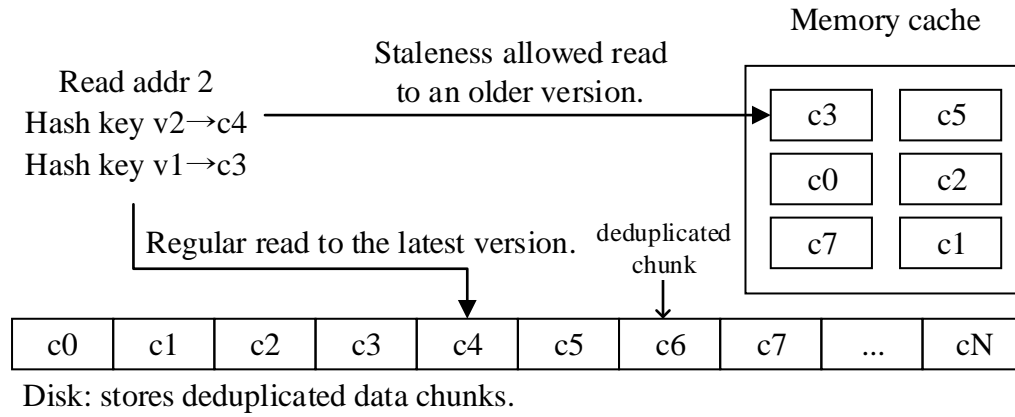 Memory cache
Staleness allowed read
to an older version.
Read addr 2
Hash key v2→c4
Hash key v1→c3
c3 c5
c0 c2
c7 c1
Regular read to the latest version.
deduplicated
chunk
c0 c1 c2 c3 c4 c5 c6 c7 ... cN
Disk: stores deduplicated data chunks.